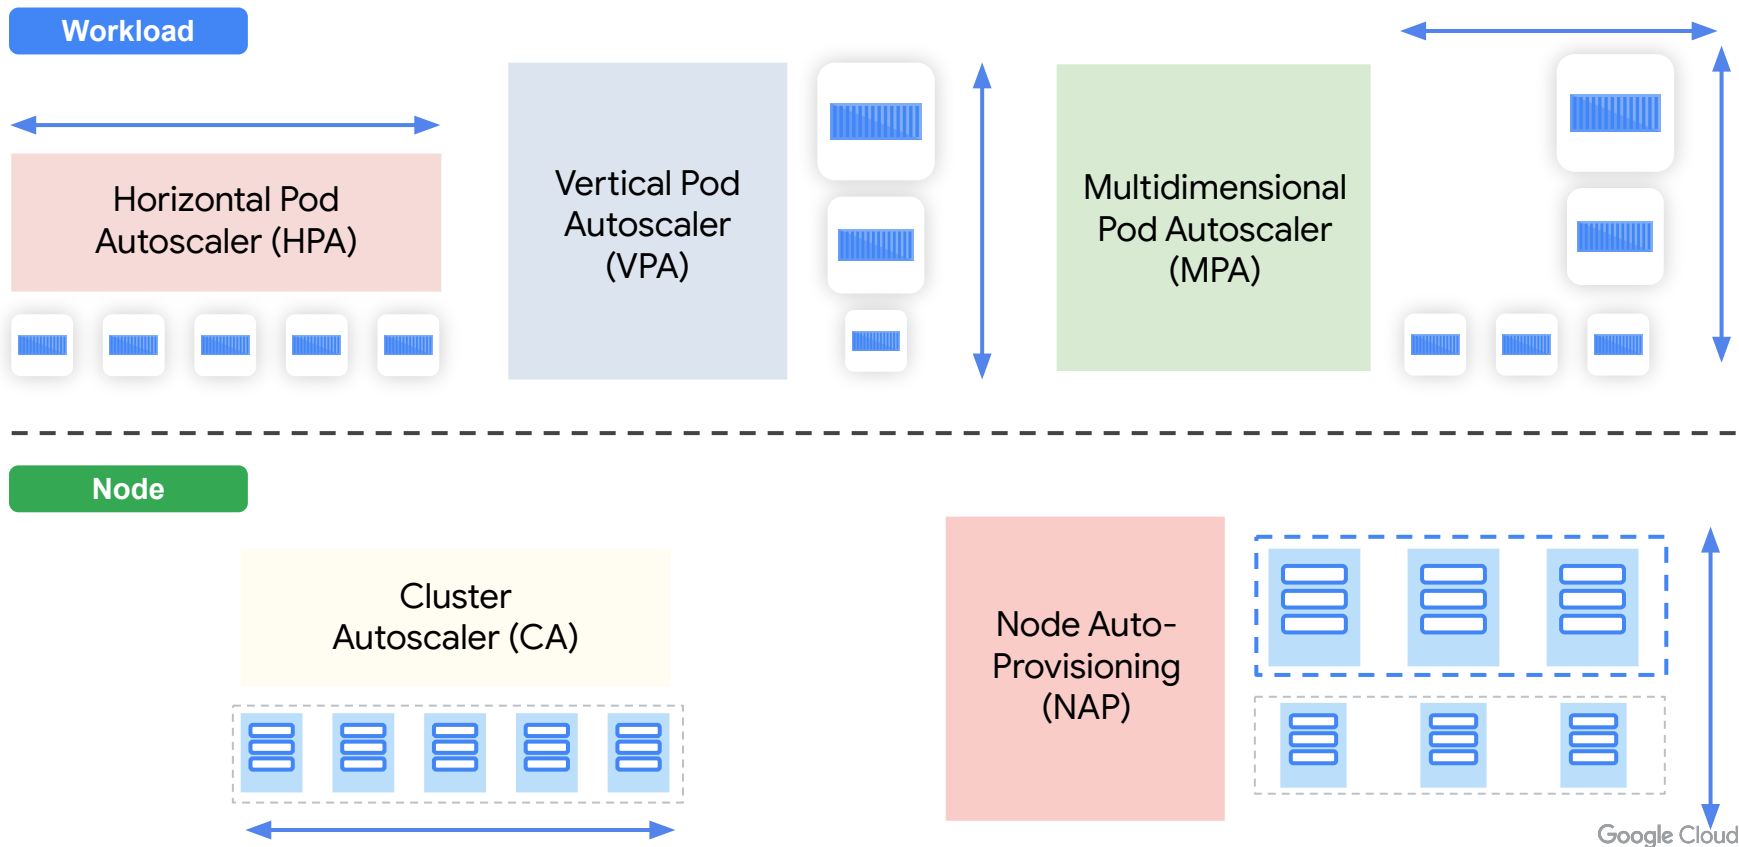 Workload
Horizontal Pod
Autoscaler (HPA)
Vertical Pod
Autoscaler
(VPA)
Multidimensional
Pod Autoscaler
(MPA)
Node
Cluster
Autoscaler (CA)
Node Auto-
Provisioning
(NAP)
Google Cloud